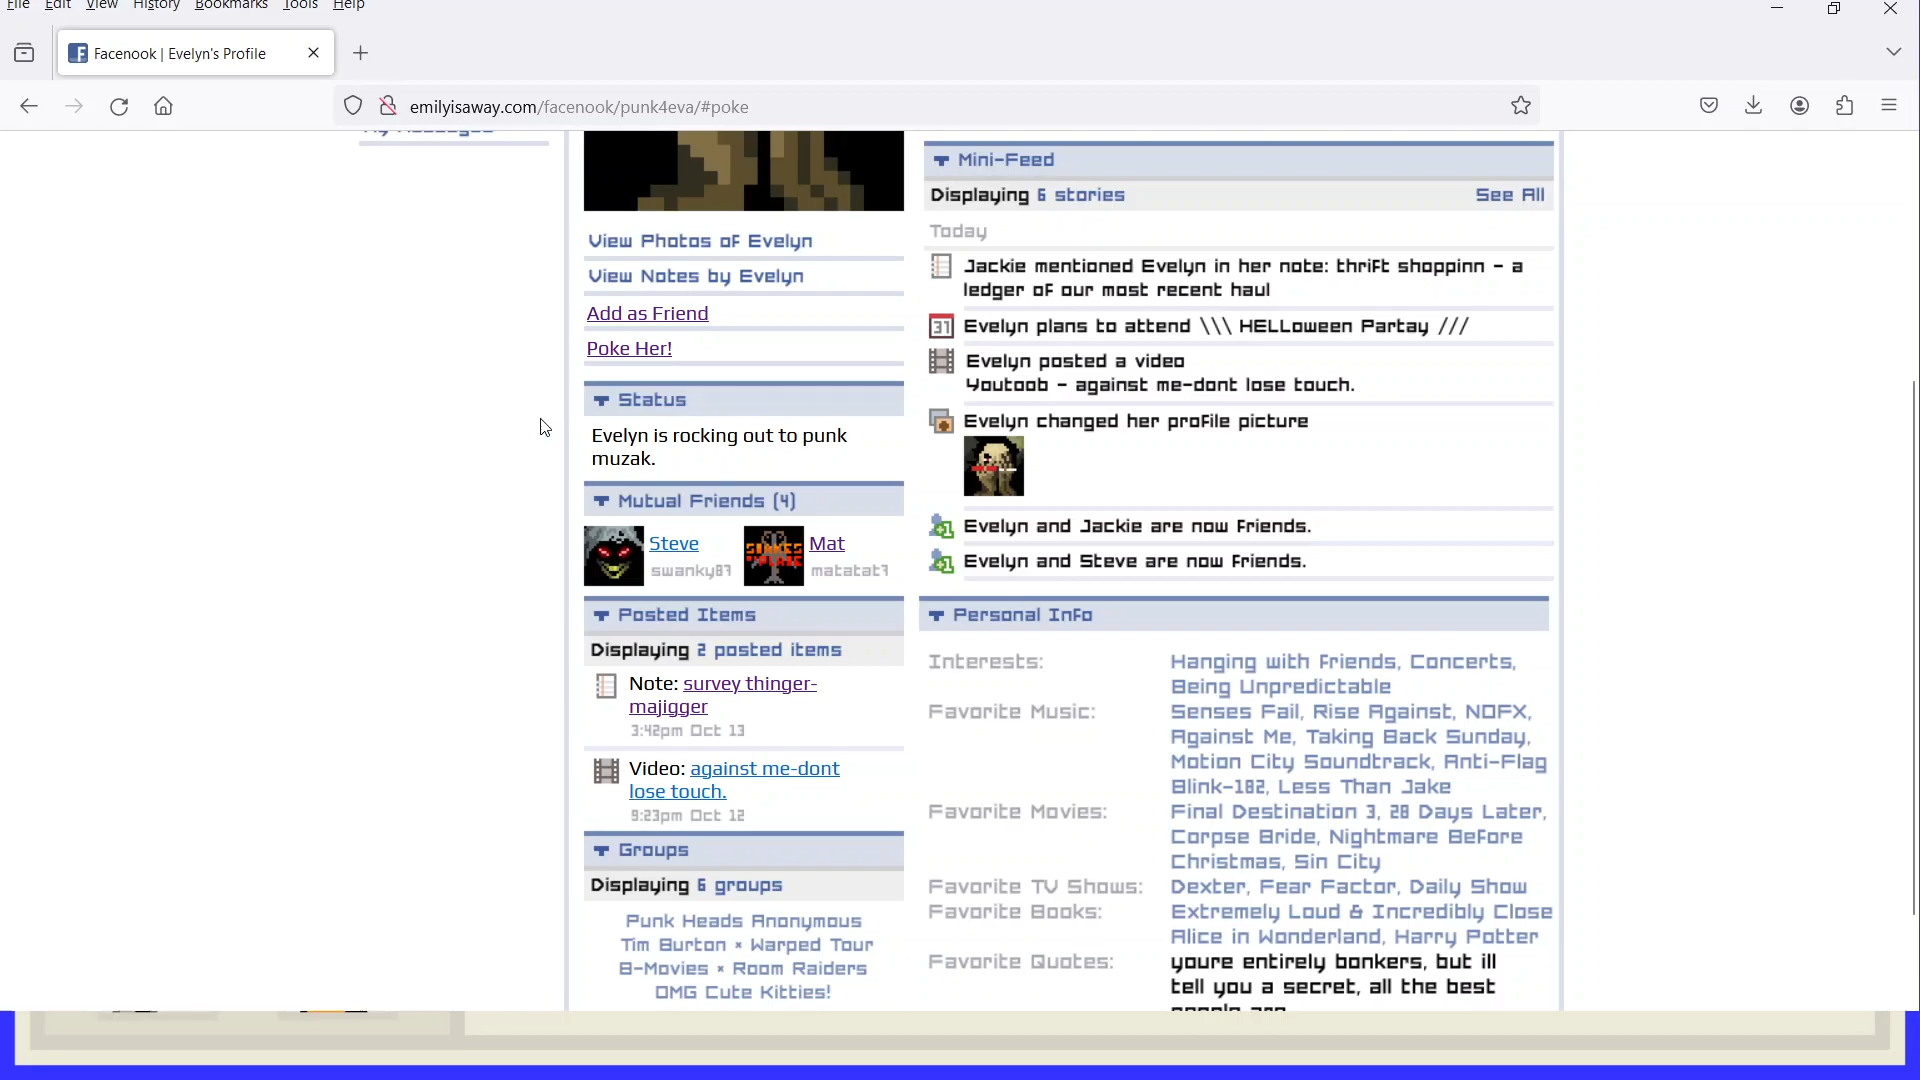 File Edit View History Bookmarks Tools Help
Facenook | Evelyn's Profile
emilyisaway.com/facenook/punk4eva/#poke
View Photos of Evelyn
View Notes by Evelyn
Add as Friend
Poke Her!
Status
Evelyn is rocking out to punk
muzak.
Mutual Friends (4)
Steve
swanky87
Mat
matatat7
Posted Items
Displaying 2 posted items
Note: survey thinger-
majigger
3:42pm Oct 13
Video: against me-dont
lose touch.
9:23pm Oct 12
Groups
Displaying 6 groups
Punk Heads Anonymous
Tim Burton × Warped Tour
B-Movies × Room Raiders
OMG Cute Kitties!
Mini-Feed
Displaying 6 stories See All
Today
Jackie mentioned Evelyn in her note: thrift shoppinn - a
ledger of our most recent haul
31
Evelyn plans to attend \\\ HELLoween Partay ///
Evelyn posted a video
Youtoob - against me-dont lose touch.
Evelyn changed her profile picture
Evelyn and Jackie are now friends.
Evelyn and Steve are now friends.
Personal Info
Interests: Hanging with friends, Concerts,
Being Unpredictable
Favorite Music: Senses Fail, Rise Against, NOFX,
Against Me, Taking Back Sunday,
Motion City Soundtrack, Anti-Flag
Blink-182, Less Than Jake
Favorite Movies: Final Destination 3, 28 Days Later,
Corpse Bride, Nightmare Before
Christmas, Sin City
Favorite TV Shows: Dexter, Fear Factor, Daily Show
Favorite Books: Extremely Loud & Incredibly Close
Alice in Wonderland, Harry Potter
Favorite Quotes: youre entirely bonkers, but ill
tell you a secret, all the best